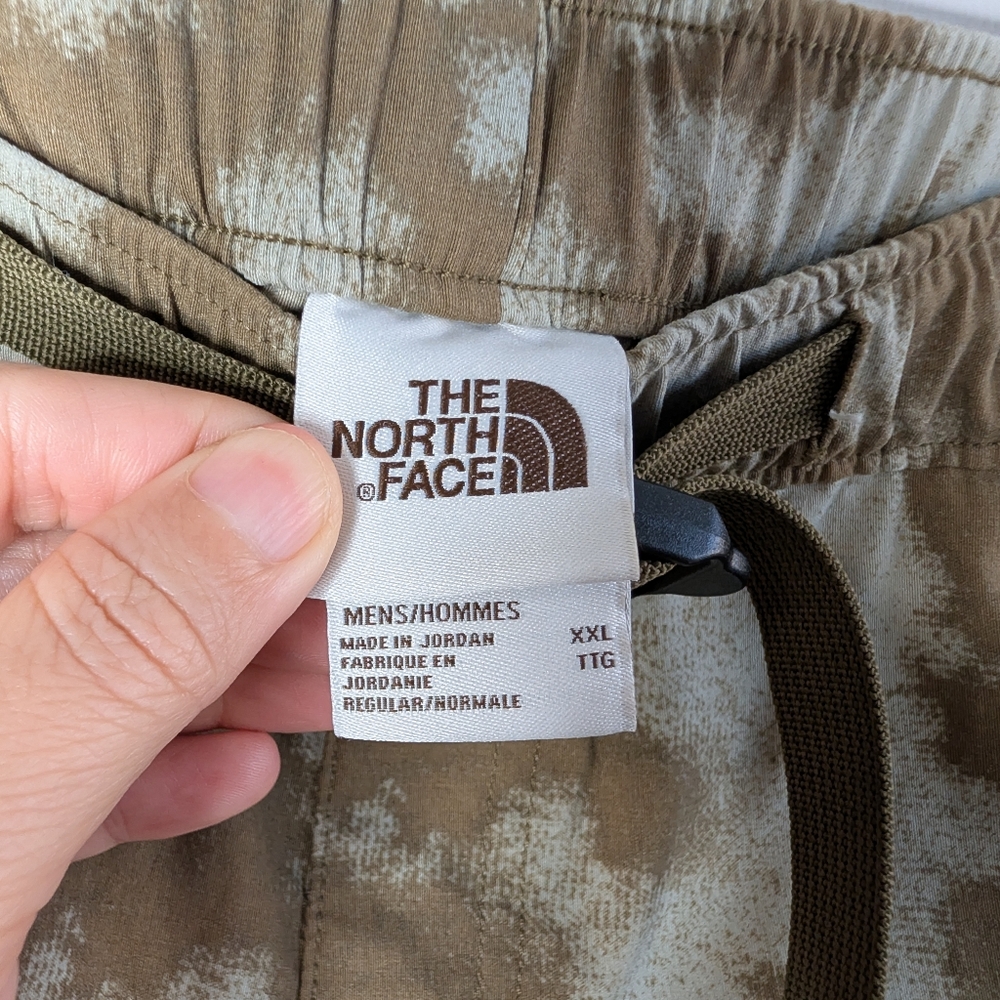 THE
NORTH
®FACE
MENS/HOMMES
MADE IN JORDAN XXL
FABRIQUE EN TTG
JORDANIE
REGULAR/NORMALE